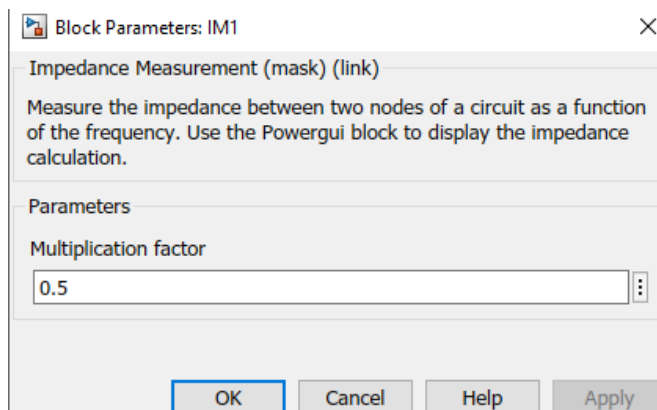 Block Parameters: IM1
Impedance Measurement (mask) (link)
Measure the impedance between two nodes of a circuit as a function
of the frequency. Use the Powergui block to display the impedance
calculation.
Parameters
Multiplication factor
0.5
OK Cancel Help Apply